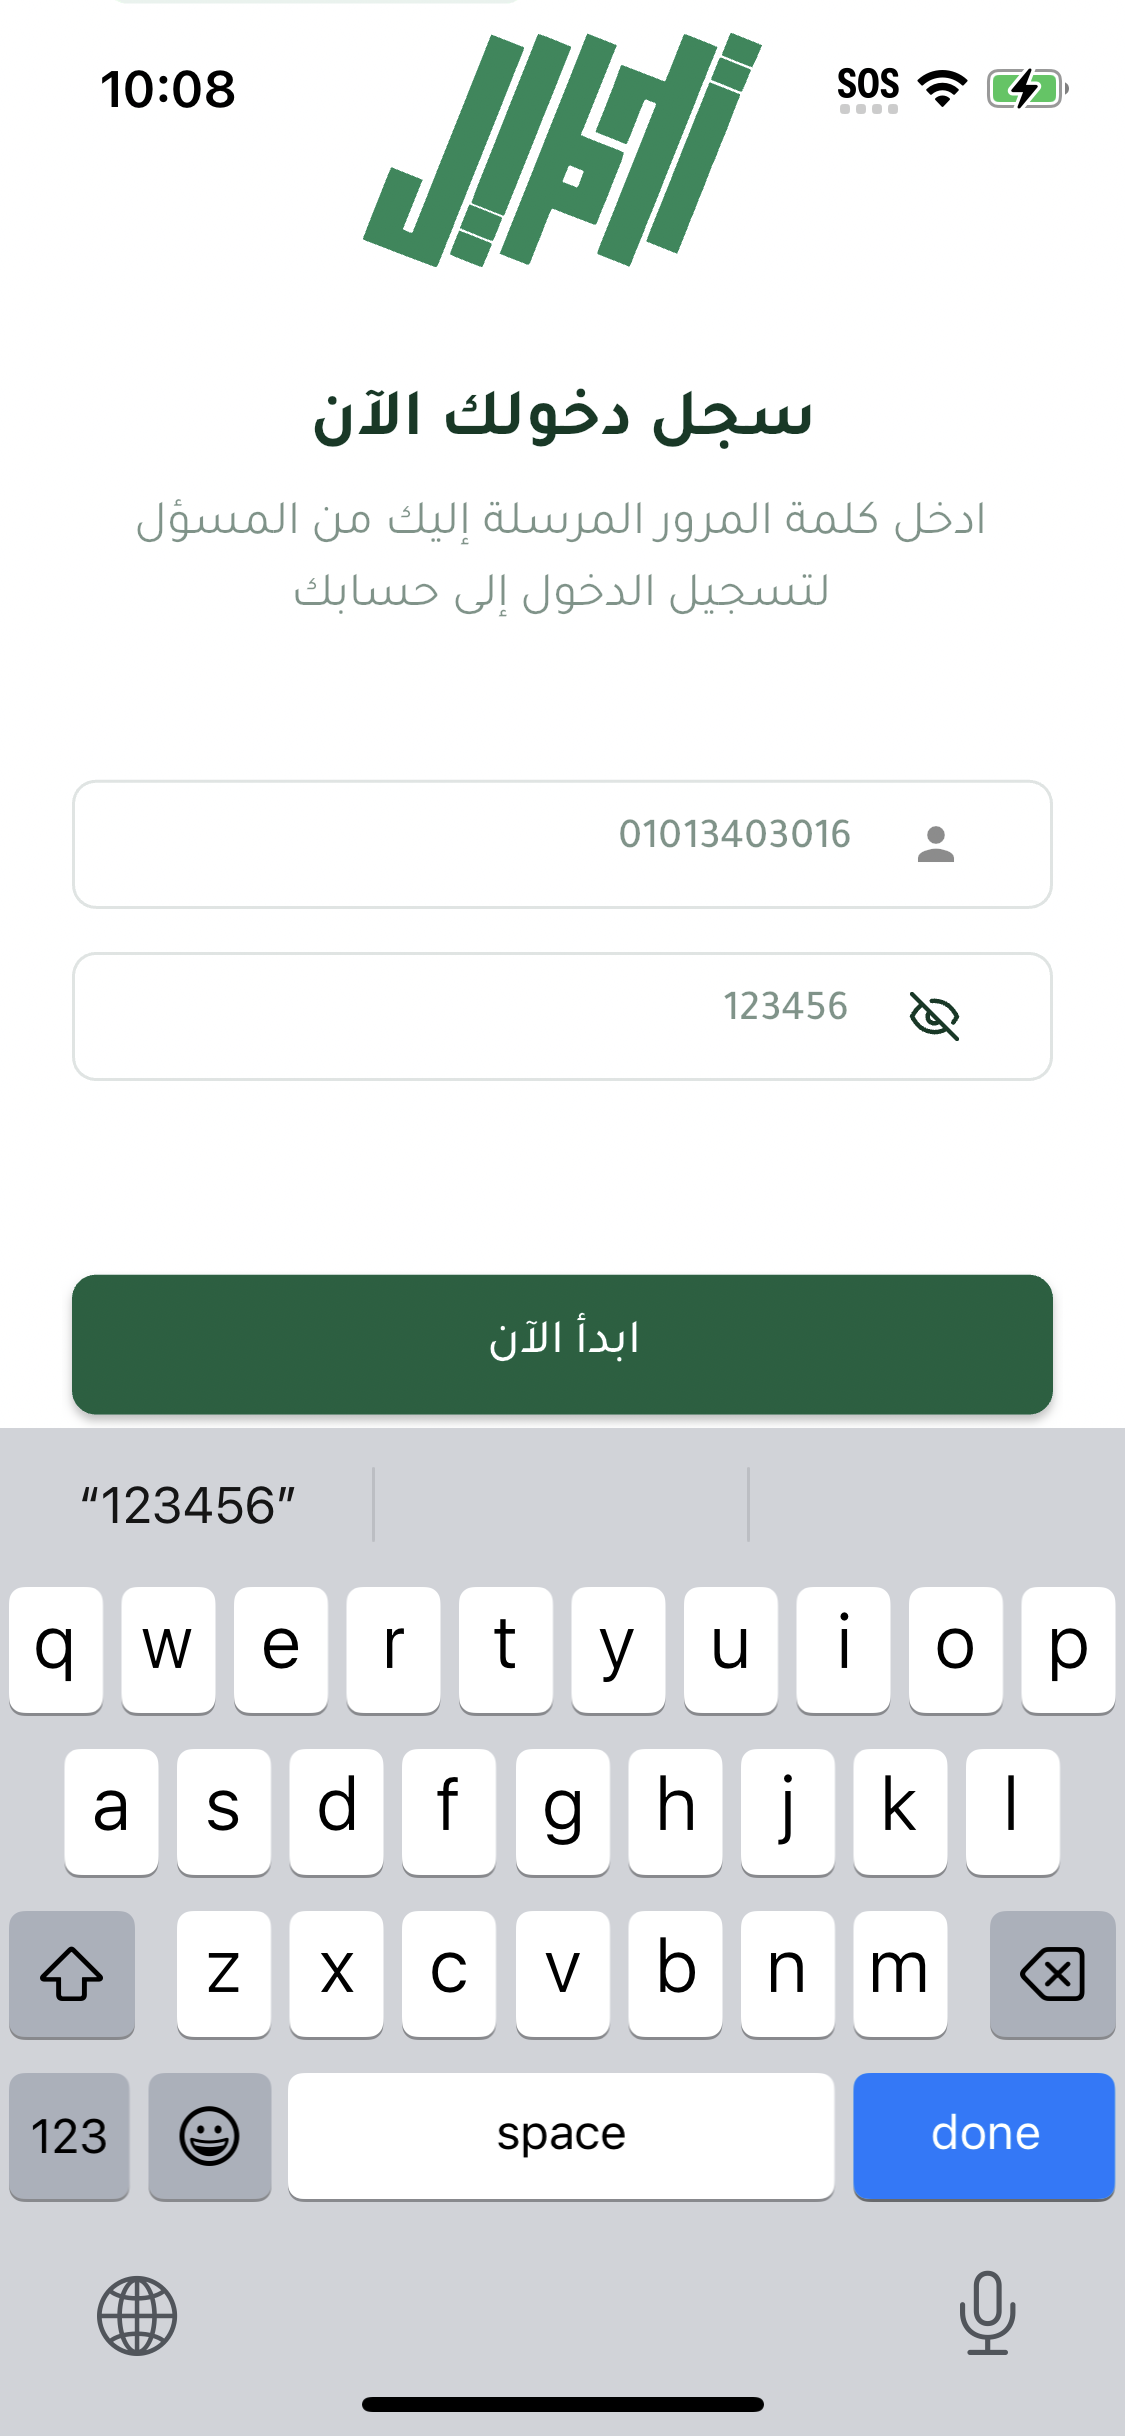 10:08
SOS
سجل دخولك الآن
ادخل كلمة المرور المرسلة إليك من المسؤل
لتسجيل الدخول إلى حسابك
01013403016
123456
ابدأ الآن
“123456”
q w e r t y u i o p
a s d f g h j k l
z x c v b n m
123 space done